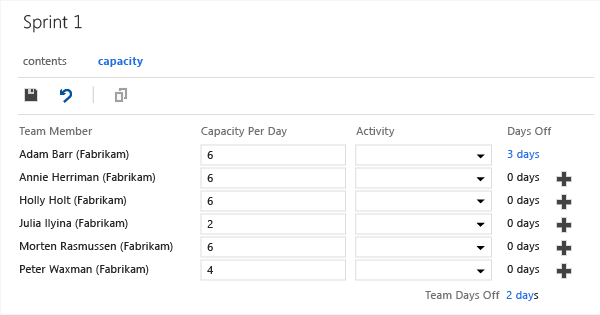 Sprint 1
contents capacity
Team Member Capacity Per Day Activity Days Off
Adam Barr (Fabrikam) 6 3 days
Annie Herriman (Fabrikam) 6 0 days
Holly Holt (Fabrikam) 6 0 days
Julia Ilyina (Fabrikam) 2 0 days
Morten Rasmussen (Fabrikam) 6 0 days
Peter Waxman (Fabrikam) 4 0 days
Team Days Off 2 days